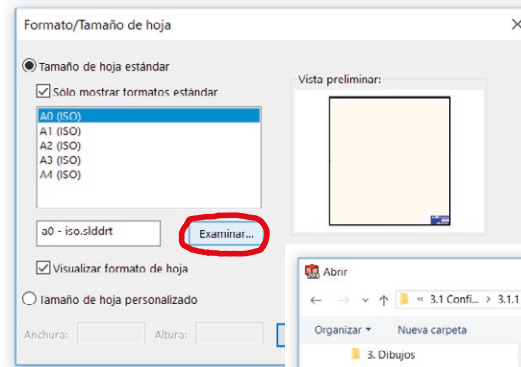 Formato/Tamaño de hoja
Tamaño de hoja estándar
Sólo mostrar formatos estándar
A0 (ISO)
A1 (ISO)
A2 (ISO)
A3 (ISO)
A4 (ISO)
a0 - iso.slddrt
Examinar...
Visualizar formato de hoja
Tamaño de hoja personalizado
Anchura:
Altura:
Vista preliminar:
Abrir
« 3.1 Confi... > 3.1.1
Organizar
Nueva carpeta
3. Dibujos